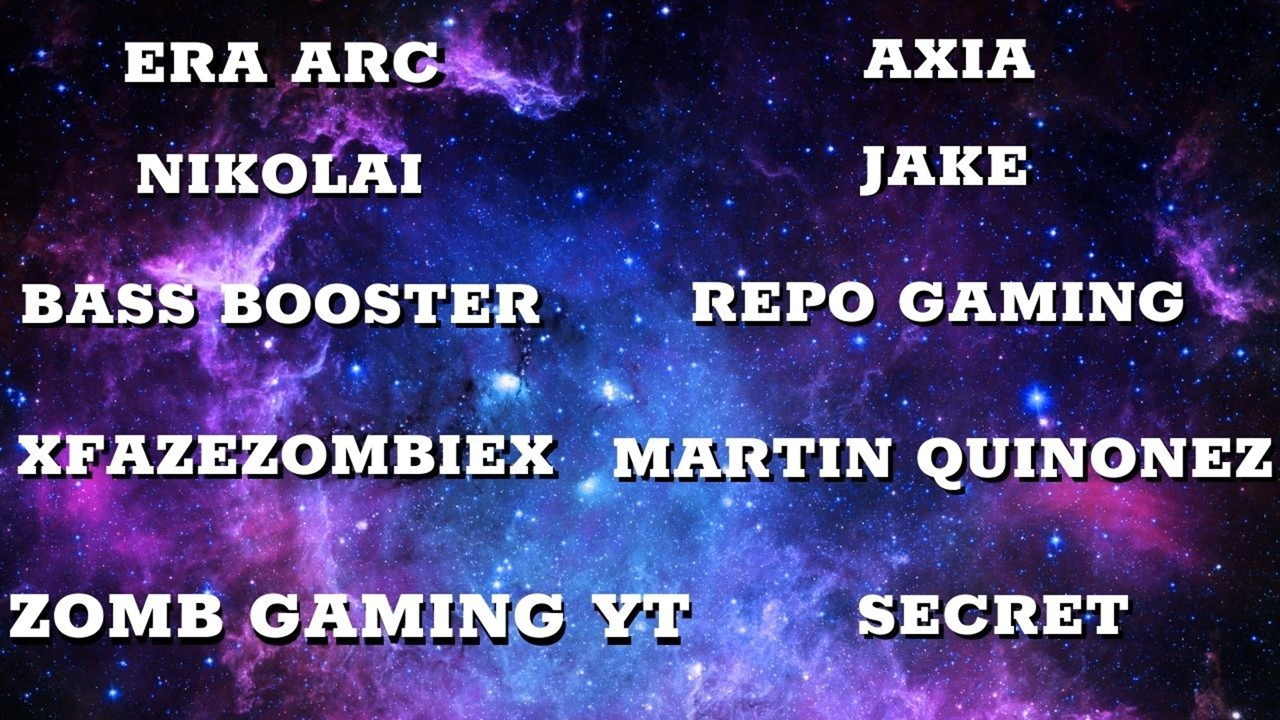 ERA ARC
AXIA
NIKOLAI
JAKE
BASS BOOSTER
REPO GAMING
XFAZEZOMBIEX
MARTIN QUINONEZ
ZOMB GAMING YT
SECRET